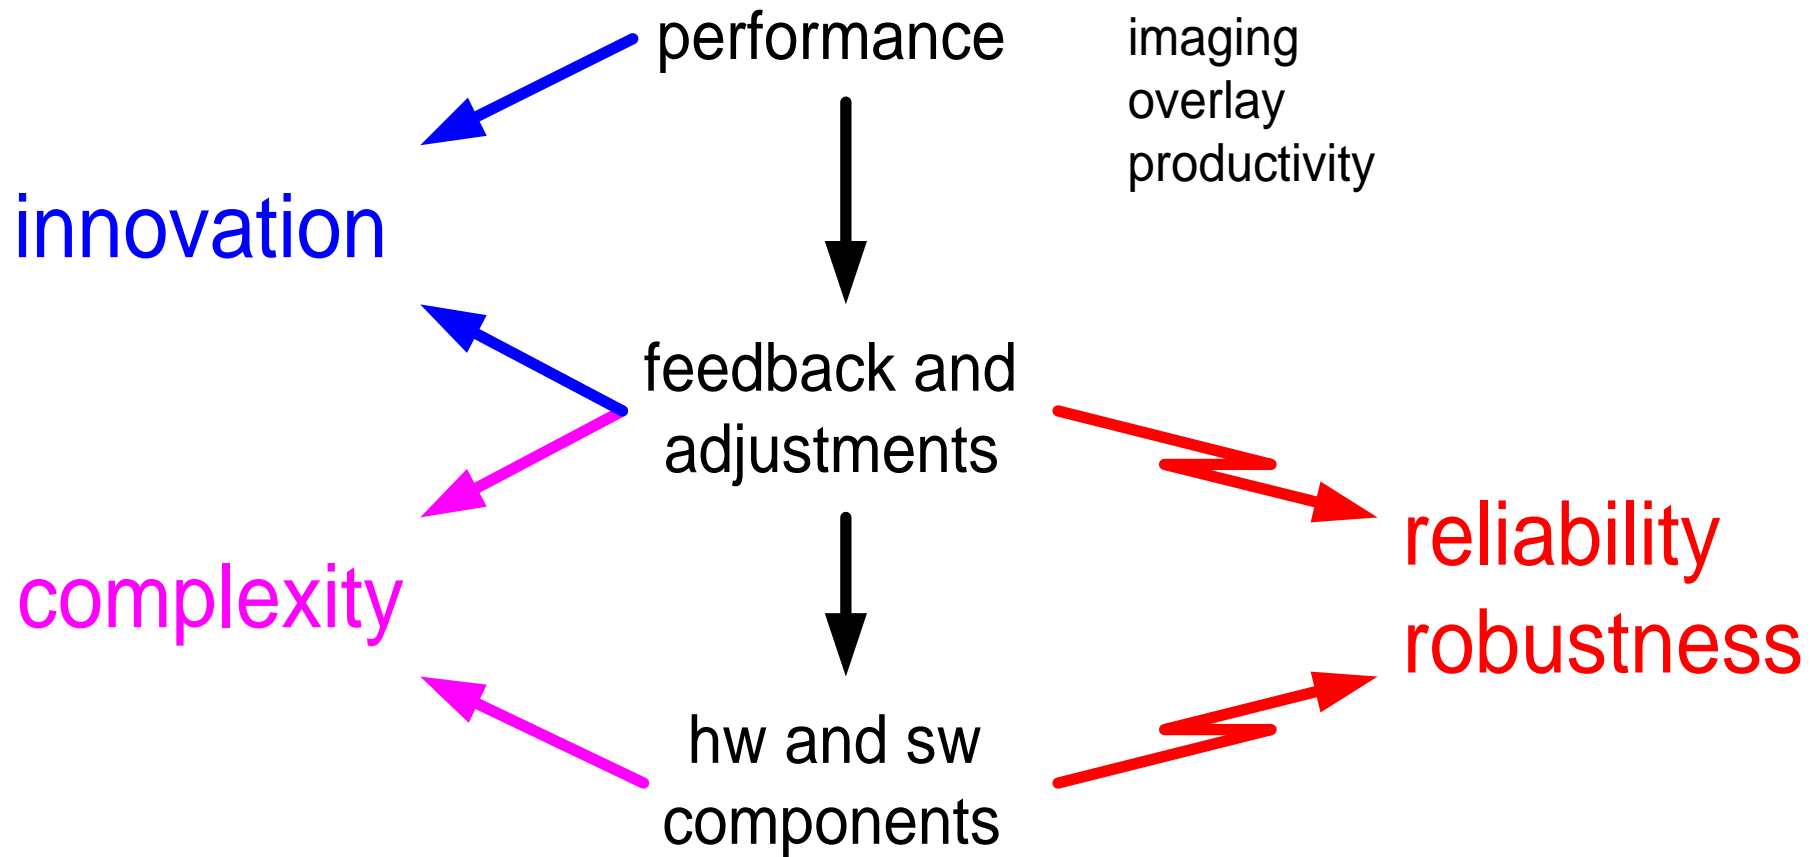 performance
imaging
overlay
productivity
innovation
feedback and
adjustments
reliability
robustness
complexity
hw and sw
components